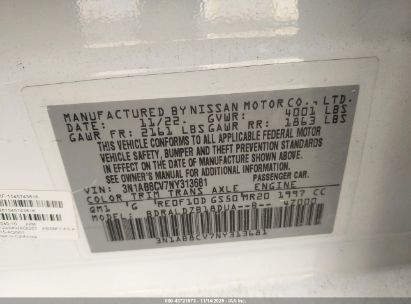 MANUFACTURED BY NISSAN MOTOR CO., LTD.
DATE: 11/22 GVWR: 4001 LBS
GAWR FR: 2161 LBS GAWR RR: 1863 LBS
THIS VEHICLE CONFORMS TO ALL APPLICABLE FEDERAL MOTOR
VEHICLE SAFETY, BUMPER AND THEFT PREVENTION STANDARDS
IN EFFECT ON THE DATE OF MANUFACTURE SHOWN ABOVE.
SEE OWNER'S MANUAL FOR ADDITIONAL INFORMATION
VIN: 3N1AB8CV7NY313681 PASSENGER CAR
COLOR TRIM TRANS AXLE ENGINE
QM1 G RE0F10D GS50 MR20 1997 CC
MODEL: BDRALDZB18DUA--B-- 47000
3N1AB8CV7NY313681